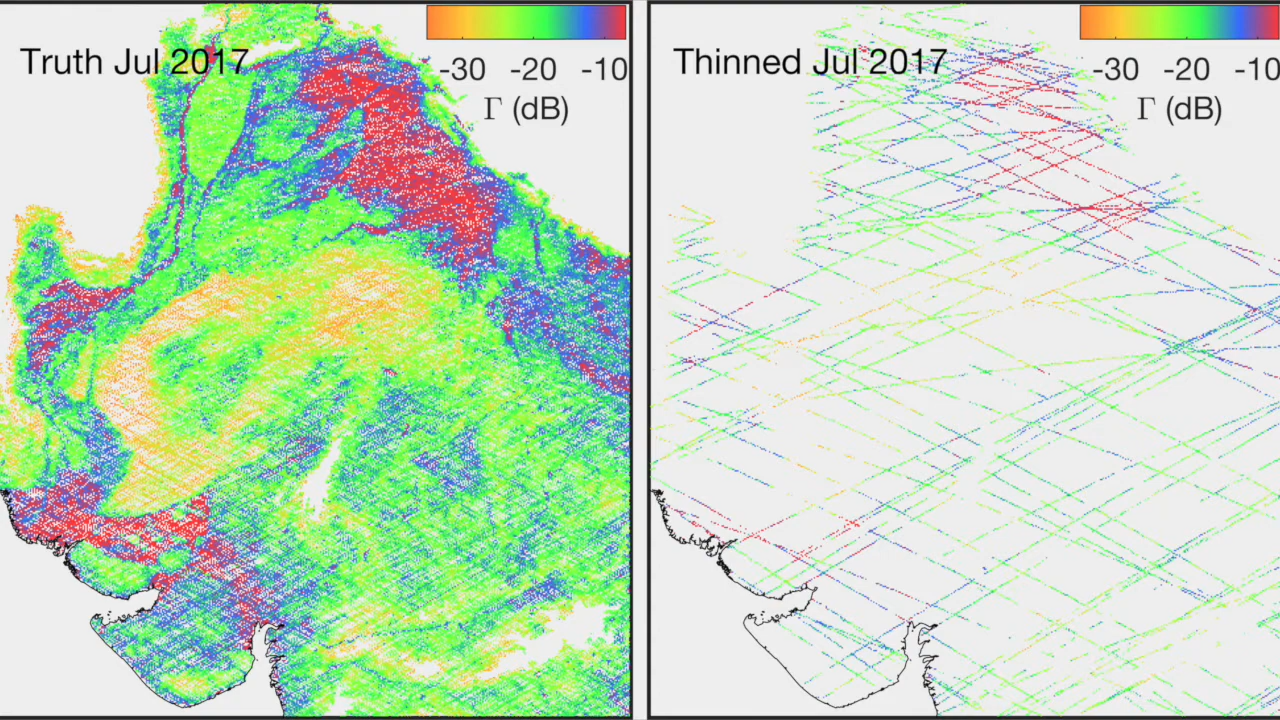 Truth Jul 2017
-30 -20 -10
Γ (dB)
Thinned Jul 2017
-30 -20 -10
Γ (dB)